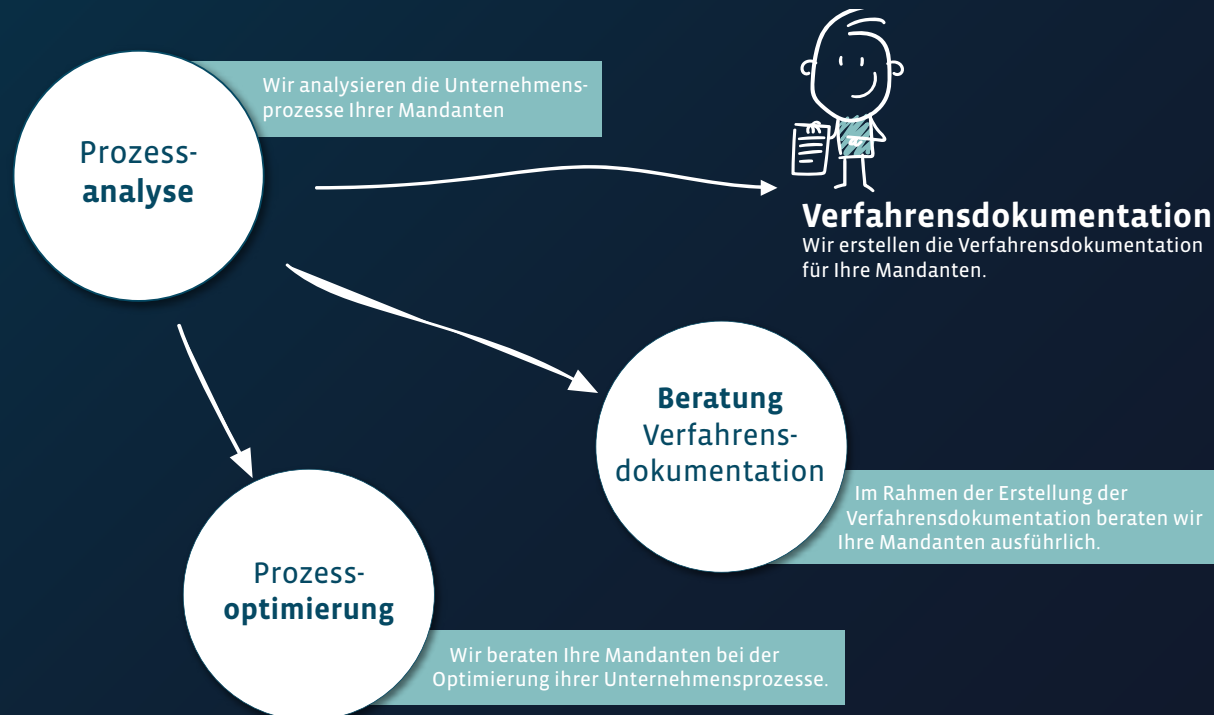 Wir analysieren die Unternehmens-
prozesse Ihrer Mandanten
Prozess-
analyse
Verfahrensdokumentation
Wir erstellen die Verfahrensdokumentation
für Ihre Mandanten.
Beratung
Verfahrens-
dokumentation
Im Rahmen der Erstellung der
Verfahrensdokumentation beraten wir
Ihre Mandanten ausführlich.
Prozess-
optimierung
Wir beraten Ihre Mandanten bei der
Optimierung ihrer Unternehmensprozesse.